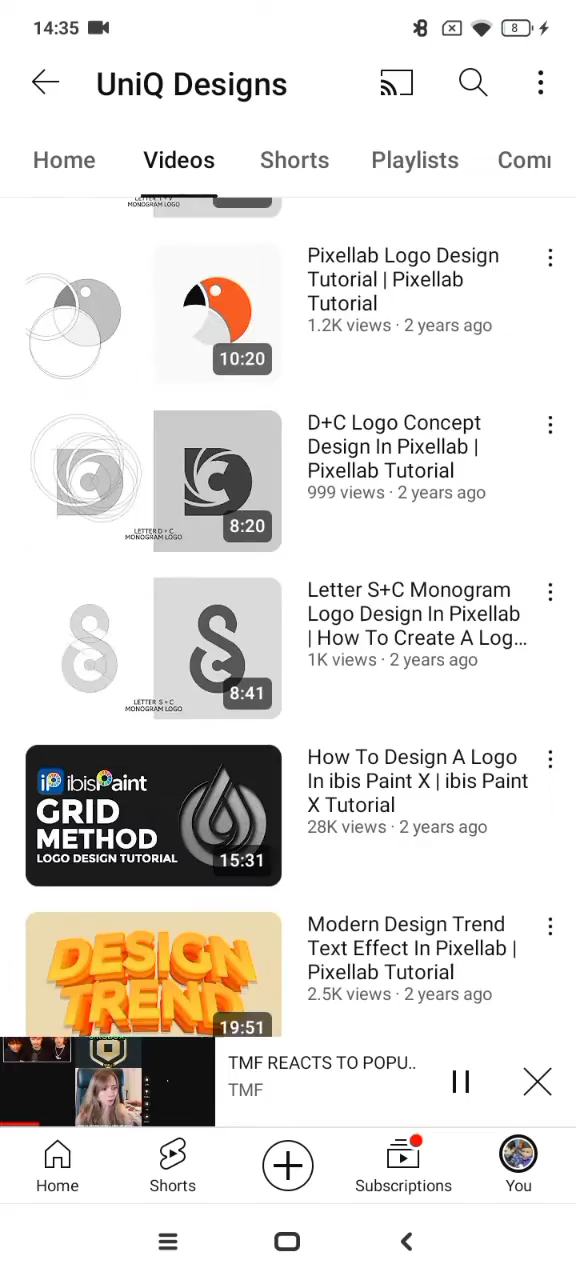 14:35
8
UniQ Designs
Home
Videos
Shorts
Playlists
MONOGRAM LOGO
10:20
Pixellab Logo Design
Tutorial | Pixellab
Tutorial
1.2K views · 2 years ago
LETTER D + C
MONOGRAM LOGO
8:20
D+C Logo Concept
Design In Pixellab |
Pixellab Tutorial
999 views · 2 years ago
LETTER S + C
MONOGRAM LOGO
8:41
Letter S+C Monogram
Logo Design In Pixellab
| How To Create A Log...
1K views · 2 years ago
iP ibisPaint
GRID
METHOD
LOGO DESIGN TUTORIAL
15:31
How To Design A Logo
In ibis Paint X | ibis Paint
X Tutorial
28K views · 2 years ago
DESIGN
TREND
19:51
Modern Design Trend
Text Effect In Pixellab |
Pixellab Tutorial
2.5K views · 2 years ago
TMF REACTS TO POPU..
TMF
Home
Shorts
Subscriptions
You